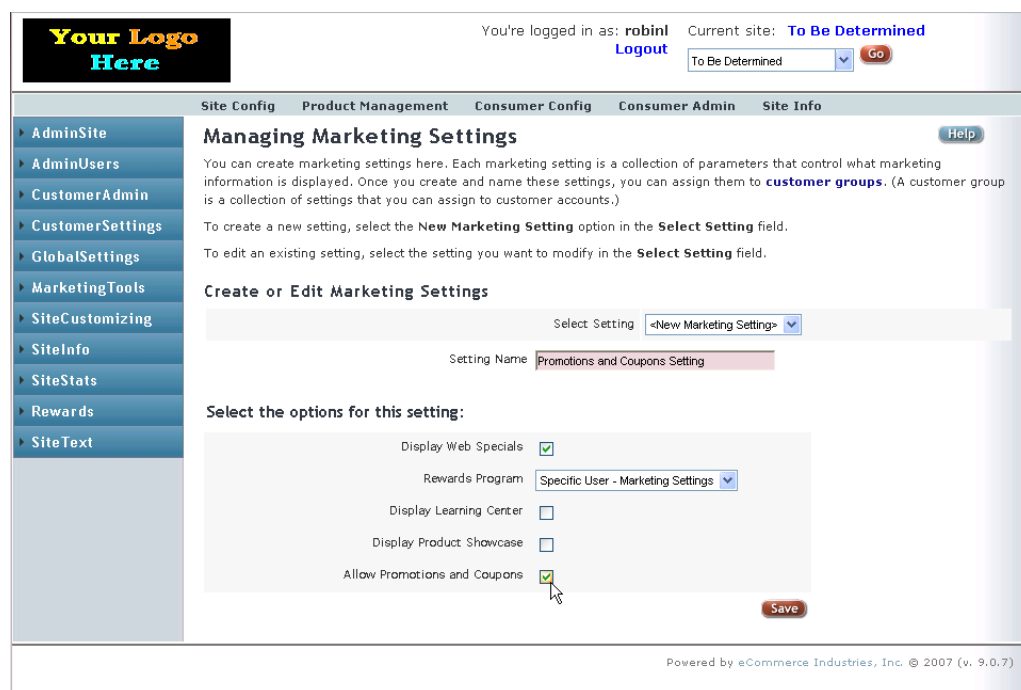 Your Logo
Here
You're logged in as: robinl
Logout
Current site: To Be Determined
To Be Determined
Go
Site Config Product Management Consumer Config Consumer Admin Site Info
AdminSite
AdminUsers
CustomerAdmin
CustomerSettings
GlobalSettings
MarketingTools
SiteCustomizing
SiteInfo
SiteStats
Rewards
SiteText
Managing Marketing Settings
Help
You can create marketing settings here. Each marketing setting is a collection of parameters that control what marketing
information is displayed. Once you create and name these settings, you can assign them to customer groups. (A customer group
is a collection of settings that you can assign to customer accounts.)
To create a new setting, select the New Marketing Setting option in the Select Setting field.
To edit an existing setting, select the setting you want to modify in the Select Setting field.
Create or Edit Marketing Settings
Select Setting <New Marketing Setting>
Setting Name Promotions and Coupons Setting
Select the options for this setting:
Display Web Specials
Rewards Program Specific User - Marketing Settings
Display Learning Center
Display Product Showcase
Allow Promotions and Coupons
Save
Powered by eCommerce Industries, Inc. © 2007 (v. 9.0.7)